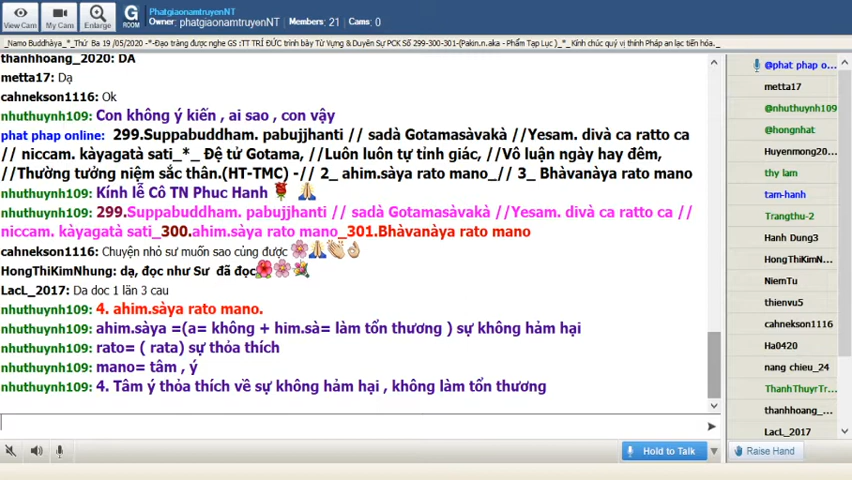 View Cam
My Cam
Enlarge
G
ROOM
PhatgiaonamtruyenNT
Owner: phatgiaonamtruyenNT Members: 21 Cams: 0
_Namo Buddhàya_*_Thứ Ba 19 /05/2020 -*-Đạo tràng được nghe GS :TT TRÍ ĐỨC trình bày Từ Vựng & Duyên Sự PCK Số 299-300-301-(Pakin.n.aka - Phẩm Tạp Lục )_*_ Kính chúc quý vị thính Pháp an lạc tiến hóa._
thanhhoang_2020: DA
metta17: Dạ
cahnekson1116: Ok
nhuthuynh109: Con không ý kiến , ai sao , con vậy
phat phap online: 299.Suppabuddham. pabujjhanti // sadà Gotamasàvakà //Yesam. divà ca ratto ca
// niccam. kàyagatà sati_*_ Đệ tử Gotama, //Luôn luôn tự tỉnh giác, //Vô luận ngày hay đêm,
//Thường tưởng niệm sắc thân.(HT-TMC) -// 2_ ahim.sàya rato mano_// 3_ Bhàvanàya rato mano
nhuthuynh109: Kính lễ Cô TN Phuc Hanh
nhuthuynh109: 299.Suppabuddham. pabujjhanti // sadà Gotamasàvakà //Yesam. divà ca ratto ca //
niccam. kàyagatà sati_300.ahim.sàya rato mano_301.Bhàvanàya rato mano
cahnekson1116: Chuyện nhỏ sư muốn sao củng được
HongThiKimNhung: dạ, đọc như Sư đã đọc
LacL_2017: Da doc 1 lần 3 cau
nhuthuynh109: 4. ahim.sàya rato mano.
nhuthuynh109: ahim.sàya =(a= không + him.sà= làm tổn thương ) sự không hảm hại
nhuthuynh109: rato= ( rata) sự thỏa thích
nhuthuynh109: mano= tâm , ý
nhuthuynh109: 4. Tâm ý thỏa thích về sự không hảm hại , không làm tổn thương
Hold to Talk
Raise Hand
@phat phap o...
metta17
@nhuthuynh109
@hongnhat
Huyenmong20...
thy lam
tam-hanh
Trangthu-2
Hanh Dung3
HongThiKimN...
NiemTu
thienvu5
cahnekson1116
Ha0420
nang chieu_24
ThanhThuyrTr...
thanhhoang_...
LacL_2017